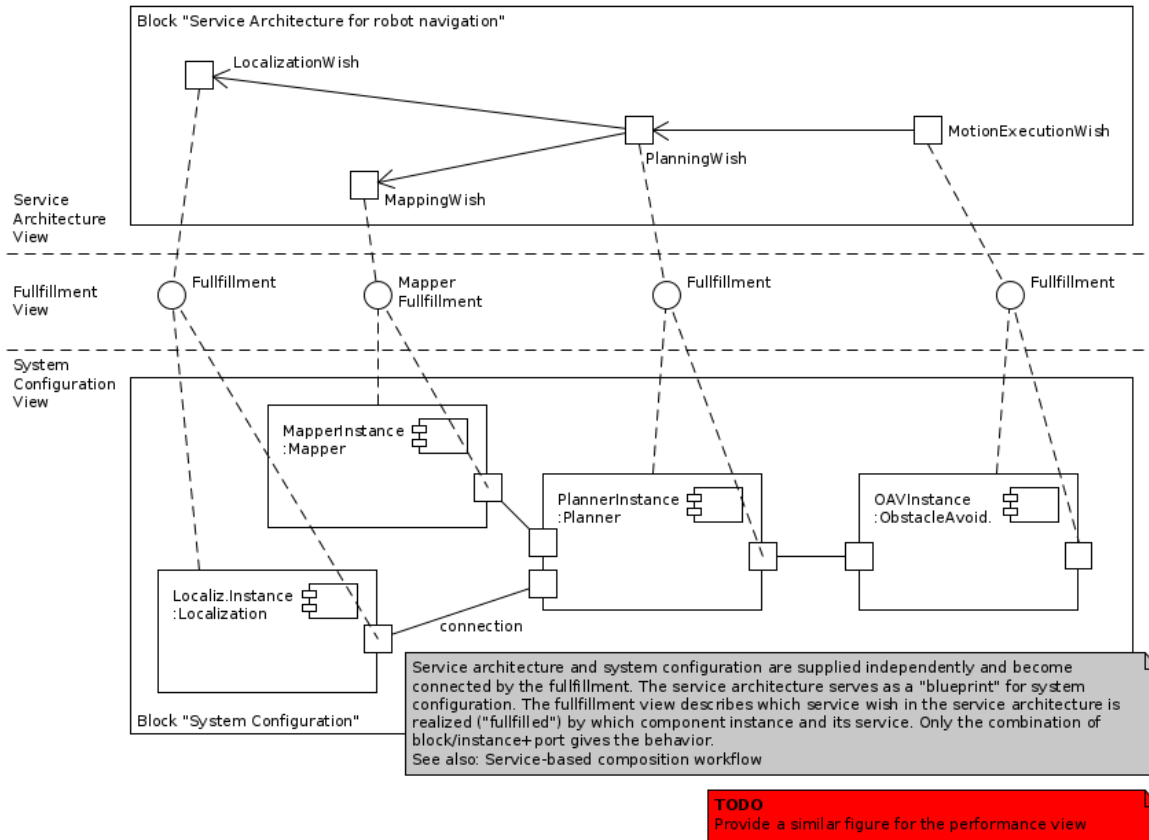 Block "Service Architecture for robot navigation"
LocalizationWish
MotionExecutionWish
PlanningWish
MappingWish
Service
Architecture
View
Fullfillment
View
Fullfillment
Mapper
Fullfillment
Fullfillment
Fullfillment
System
Configuration
View
MapperInstance
:Mapper
PlannerInstance
:Planner
OAVInstance
:ObstacleAvoid.
Localiz.Instance
:Localization
connection
Block "System Configuration"
Service architecture and system configuration are supplied independently and become
connected by the fullfillment. The service architecture serves as a "blueprint" for system
configuration. The fullfillment view describes which service wish in the service architecture is
realized ("fullfilled") by which component instance and its service. Only the combination of
block/instance+port gives the behavior.
See also: Service-based composition workflow
TODO
Provide a similar figure for the performance view